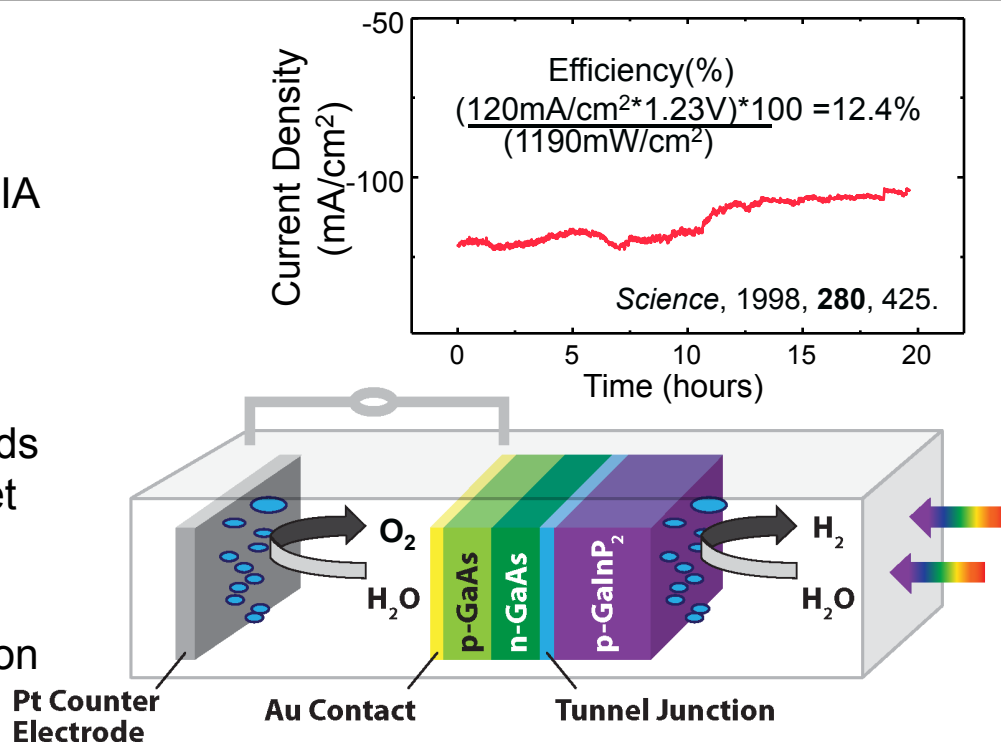 -50
-100
Current Density
(mA/cm²)
Efficiency(%)
(120mA/cm²*1.23V)*100 =12.4%
(1190mW/cm²)
Science, 1998, 280, 425.
0 5 10 15 20
Time (hours)
IA
ds
et
on
O₂
H₂O
p-GaAs
n-GaAs
p-GaInP₂
H₂
H₂O
Pt Counter
Electrode
Au Contact
Tunnel Junction